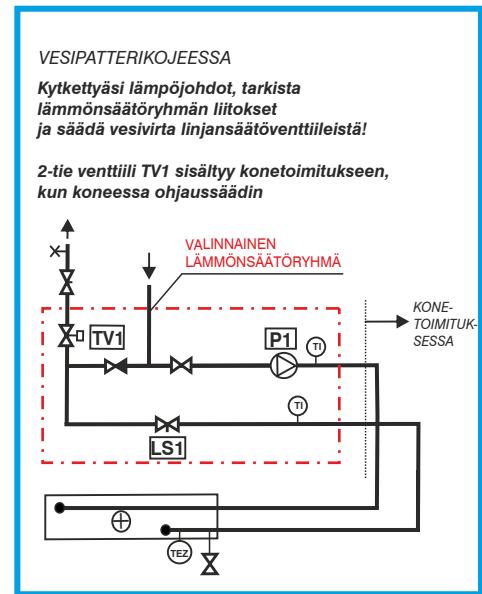 VESIPATTERIKOJEESSA
Kytkettyäsi lämpöjohdot, tarkista
lämmönsäätöryhmän liitokset
ja säädä vesivirta linjansäätöventtiileistä!
2-tie venttiili TV1 sisältyy konetoimitukseen,
kun koneessa ohjaussäädin
VALINNAINEN
LÄMMÖNSÄÄTÖRYHMÄ
KONE-
TOIMITUK-
SESSA
TV1
P1
TI
TI
LS1
TEZ